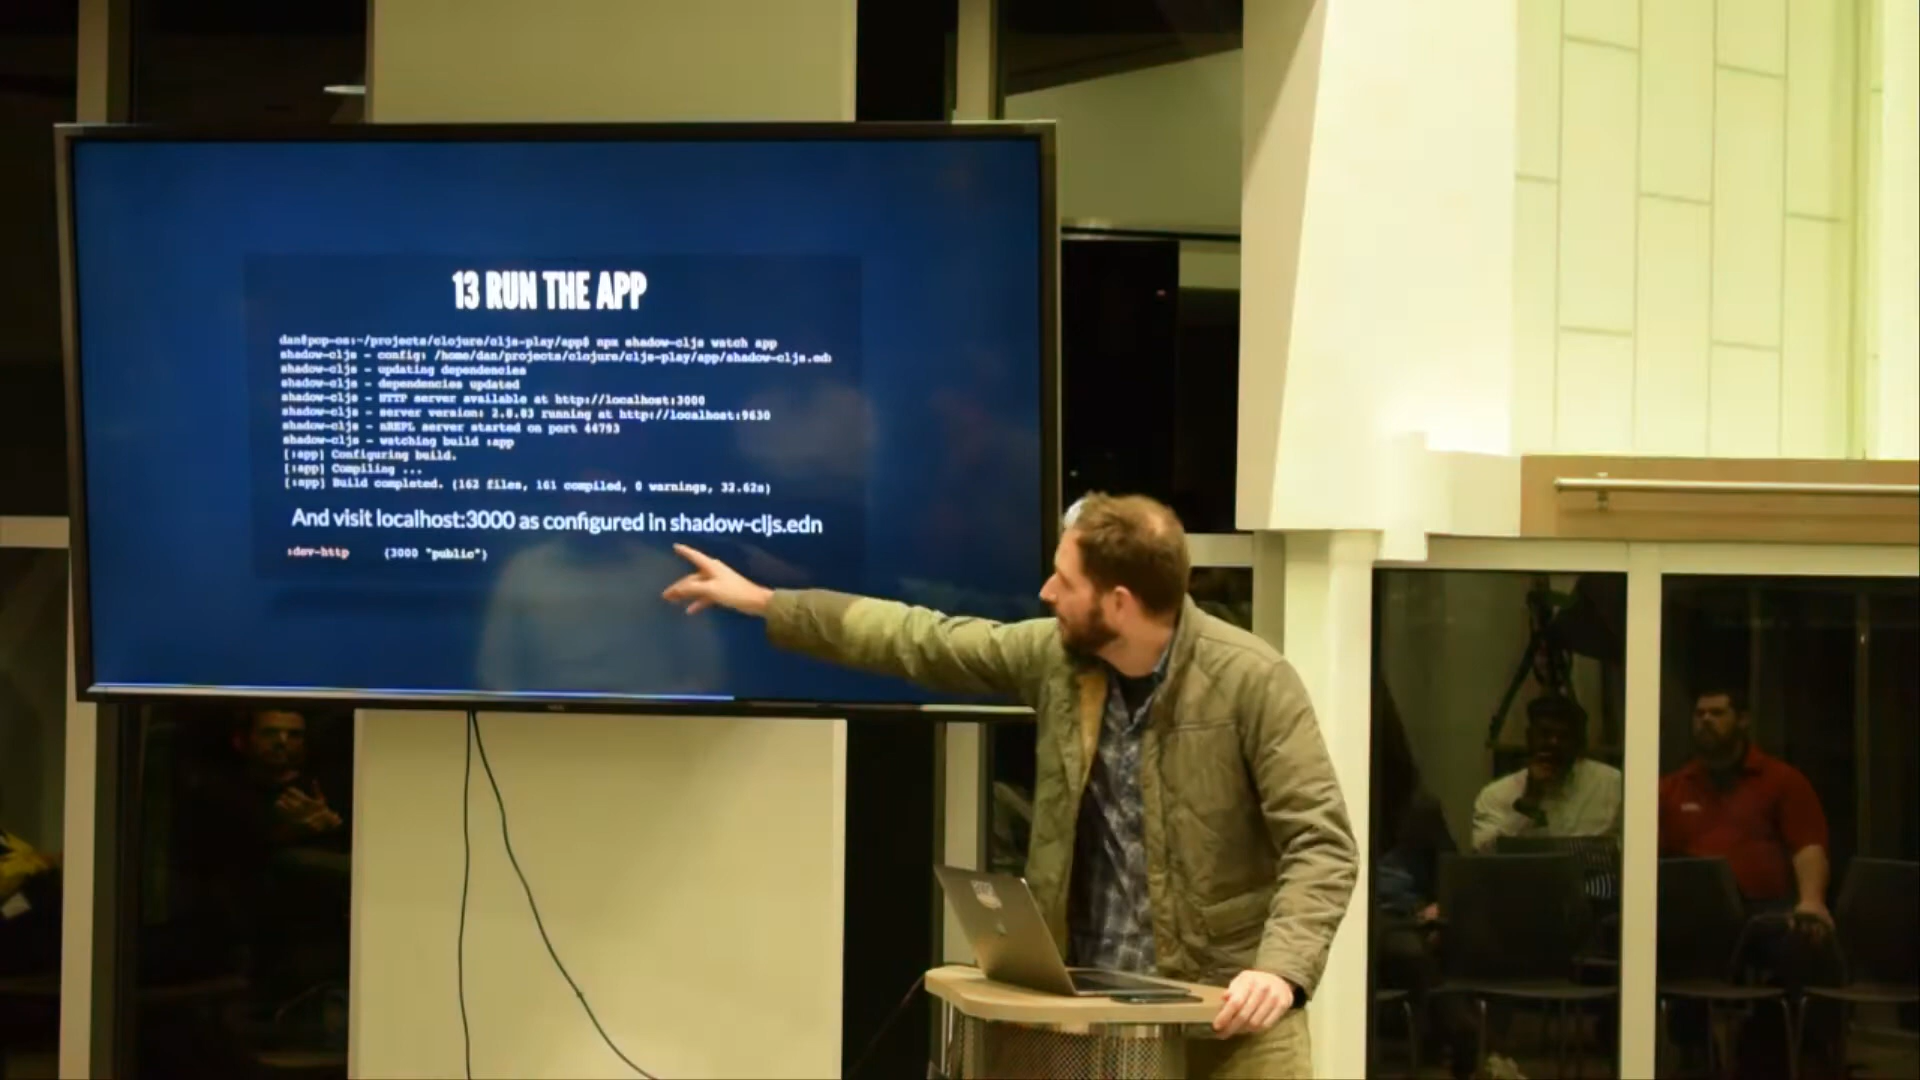 13 RUN THE APP
dan@pop-os:~/projects/clojure/cljs-play/app$ npx shadow-cljs watch app
shadow-cljs - config: /home/dan/projects/clojure/cljs-play/app/shadow-cljs.edn
shadow-cljs - updating dependencies
shadow-cljs - dependencies updated
shadow-cljs - HTTP server available at http://localhost:3000
shadow-cljs - server version: 2.8.83 running at http://localhost:9630
shadow-cljs - nREPL server started on port 44793
shadow-cljs - watching build :app
[:app] Configuring build.
[:app] Compiling ...
[:app] Build completed. (162 files, 161 compiled, 0 warnings, 32.62s)
And visit localhost:3000 as configured in shadow-cljs.edn
:dev-http {3000 "public"}